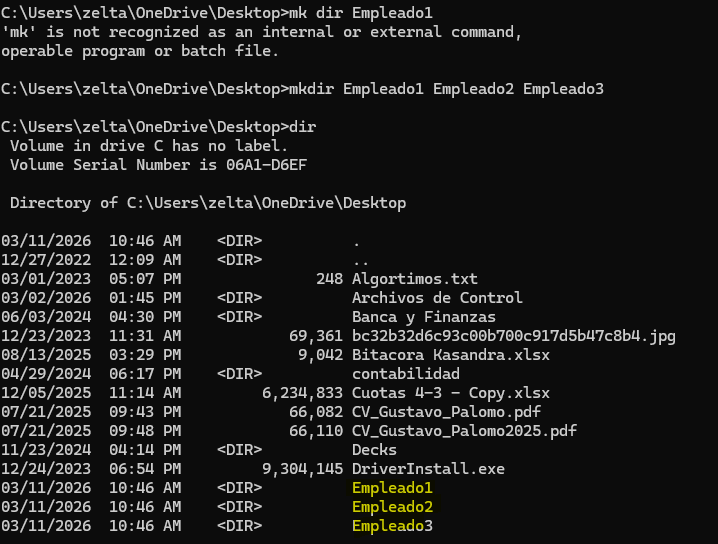 C:\Users\zelta\OneDrive\Desktop>mk dir Empleado1
'mk' is not recognized as an internal or external command,
operable program or batch file.
C:\Users\zelta\OneDrive\Desktop>mkdir Empleado1 Empleado2 Empleado3
C:\Users\zelta\OneDrive\Desktop>dir
 Volume in drive C has no label.
 Volume Serial Number is 06A1-D6EF
 Directory of C:\Users\zelta\OneDrive\Desktop
03/11/2026  10:46 AM    <DIR>          .
12/27/2022  12:09 AM    <DIR>          ..
03/01/2023  05:07 PM               248 Algortimos.txt
03/02/2026  01:45 PM    <DIR>          Archivos de Control
06/03/2024  04:30 PM    <DIR>          Banca y Finanzas
12/23/2023  11:31 AM            69,361 bc32b32d6c93c00b700c917d5b47c8b4.jpg
08/13/2025  03:29 PM             9,042 Bitacora Kasandra.xlsx
04/29/2024  06:17 PM    <DIR>          contabilidad
12/05/2025  11:14 AM         6,234,833 Cuotas 4-3 - Copy.xlsx
07/21/2025  09:43 PM            66,082 CV_Gustavo_Palomo.pdf
07/21/2025  09:48 PM            66,110 CV_Gustavo_Palomo2025.pdf
11/23/2024  04:14 PM    <DIR>          Decks
12/24/2023  06:54 PM         9,304,145 DriverInstall.exe
03/11/2026  10:46 AM    <DIR>          Empleado1
03/11/2026  10:46 AM    <DIR>          Empleado2
03/11/2026  10:46 AM    <DIR>          Empleado3